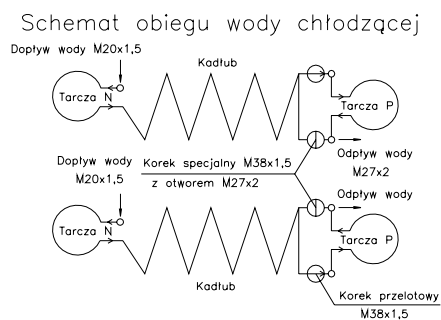 Schemat obiegu wody chłodzącej
Dopływ wody M20x1,5
Kadłub
Tarcza N
Tarcza P
Odpływ wody
M27x2
Dopływ wody
M20x1,5
Korek specjalny M38x1,5
z otworem M27x2
Odpływ wody
Tarcza N
Tarcza P
Kadłub
Korek przelotowy
M38x1,5